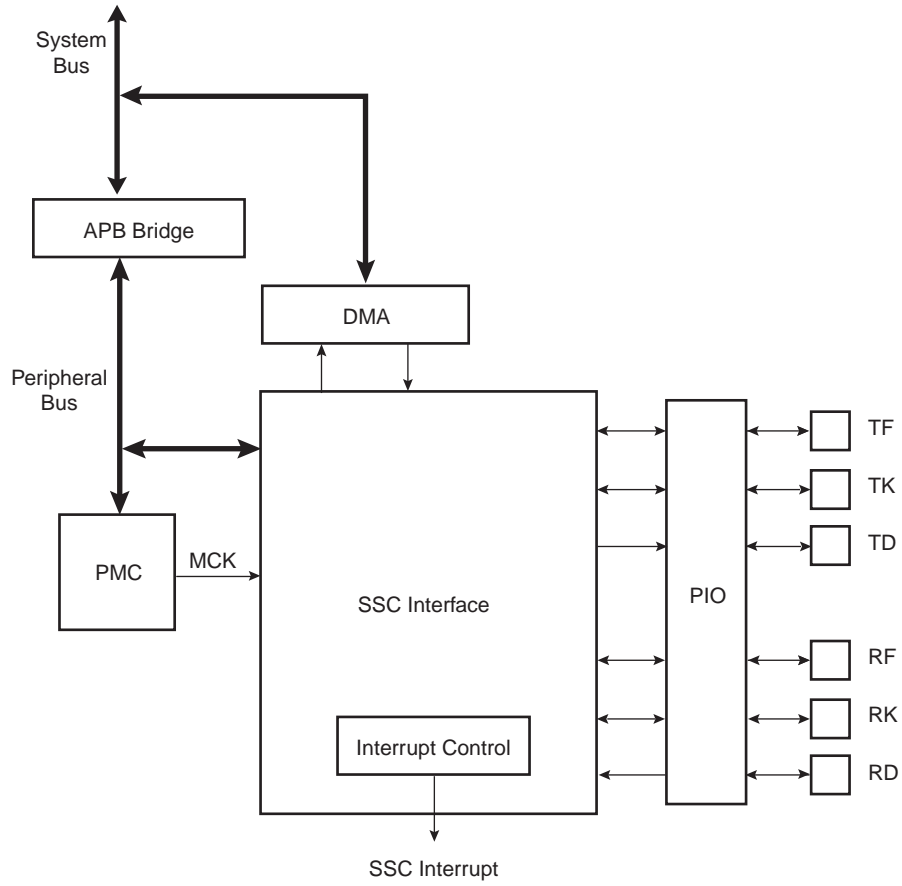 System
Bus
APB Bridge
DMA
Peripheral
Bus
PMC
MCK
SSC Interface
Interrupt Control
SSC Interrupt
PIO
TF
TK
TD
RF
RK
RD